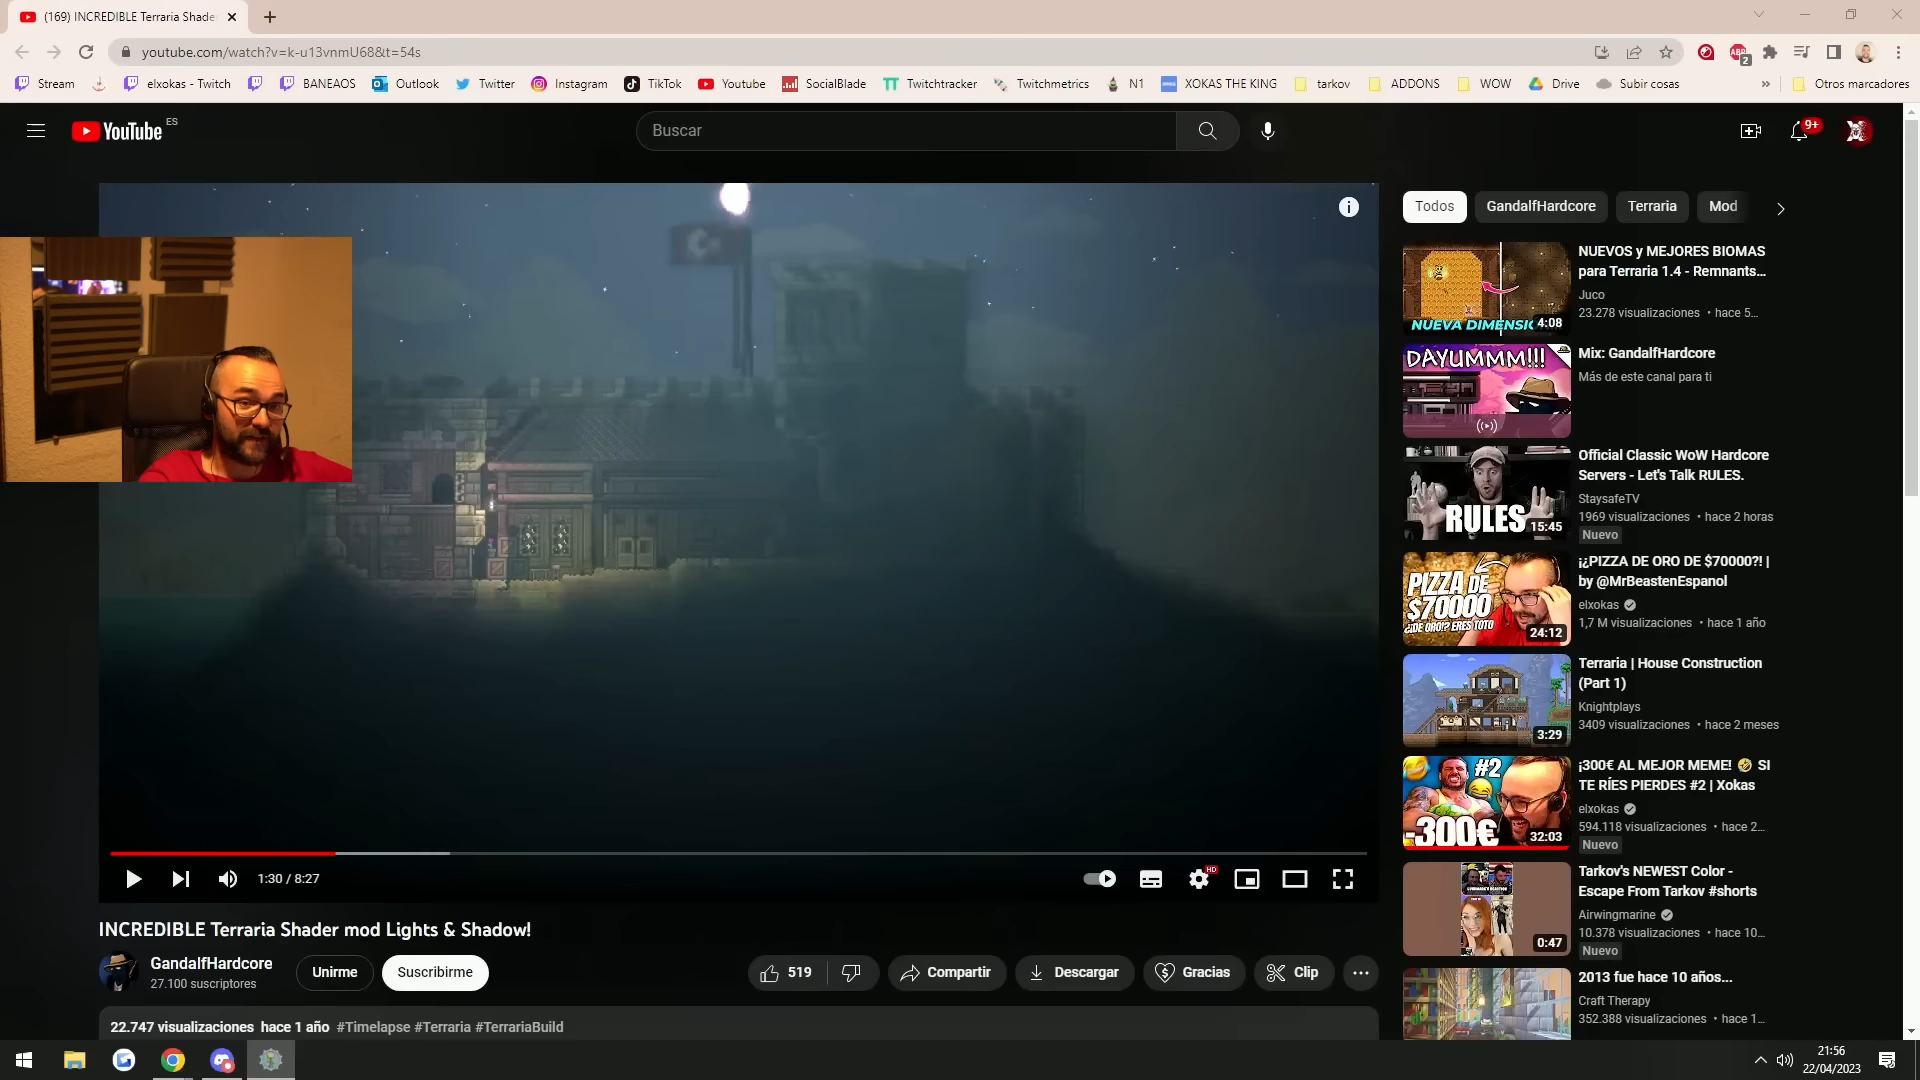 (169) INCREDIBLE Terraria Shade
youtube.com/watch?v=k-u13vnmU68&t=54s
ABP
2
Stream
elxokas - Twitch
BANEAOS
Outlook
Twitter
Instagram
TikTok
Youtube
SocialBlade
TT Twitchtracker
Twitchmetrics
N1
XOKAS THE KING
tarkov
ADDONS
WOW
Drive
Subir cosas
»
Otros marcadores
YouTube ES
Buscar
9+
Todos
GandalfHardcore
Terraria
Mod
NUEVOS y MEJORES BIOMAS
para Terraria 1.4 - Remnants...
Juco
23.278 visualizaciones • hace 5...
NUEVA DIMENSIÓ
4:08
DAYUMMM!!!
Mix: GandalfHardcore
Más de este canal para ti
Official Classic WoW Hardcore
Servers - Let's Talk RULES.
StaysafeTV
1969 visualizaciones • hace 2 horas
Nuevo
RULES
15:45
¡¿PIZZA DE ORO DE $70000?! |
by @MrBeastenEspanol
elxokas
1,7 M visualizaciones • hace 1 año
PIZZA DE
$70000
¿DE ORO!? ERES TOTO
24:12
Terraria | House Construction
(Part 1)
Knightplays
3409 visualizaciones • hace 2 meses
3:29
¡300€ AL MEJOR MEME! 🤣 SI
TE RÍES PIERDES #2 | Xokas
elxokas
594.118 visualizaciones • hace 2...
Nuevo
#2
-300€
32:03
Tarkov's NEWEST Color -
Escape From Tarkov #shorts
Airwingmarine
10.378 visualizaciones • hace 10...
Nuevo
0:47
2013 fue hace 10 años...
Craft Therapy
352.388 visualizaciones • hace 1...
1:30 / 8:27
HD
INCREDIBLE Terraria Shader mod Lights & Shadow!
GandalfHardcore
27.100 suscriptores
Unirme
Suscribirme
519
Compartir
Descargar
Gracias
Clip
22.747 visualizaciones hace 1 año #Timelapse #Terraria #TerrariaBuild
21:56
22/04/2023